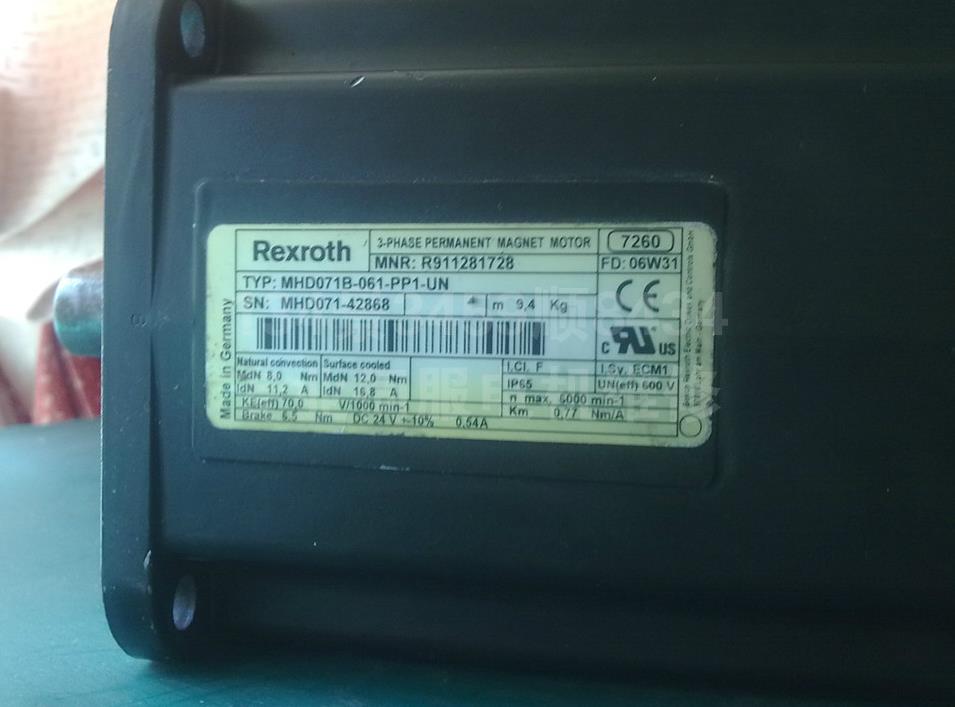 Rexroth
3-PHASE PERMANENT MAGNET MOTOR
7260
MNR: R911281728
FD: 06W31
TYP: MHD071B-061-PP1-UN
SN: MHD071-42868
m 9,4 Kg
CE
c RU US
Made in Germany
Natural convection
Surface cooled
I.Cl. F
I.Sy. ECM1
MdN 8,0 Nm
MdN 12,0 Nm
IP65
UN(eff) 600 V
IdN 11,2 A
IdN 16,8 A
n max. 6000 min-1
KE(eff) 70,0 V/1000 min-1
Km 0,77 Nm/A
Brake 6.5 Nm DC 24 V +-10% 0,54A